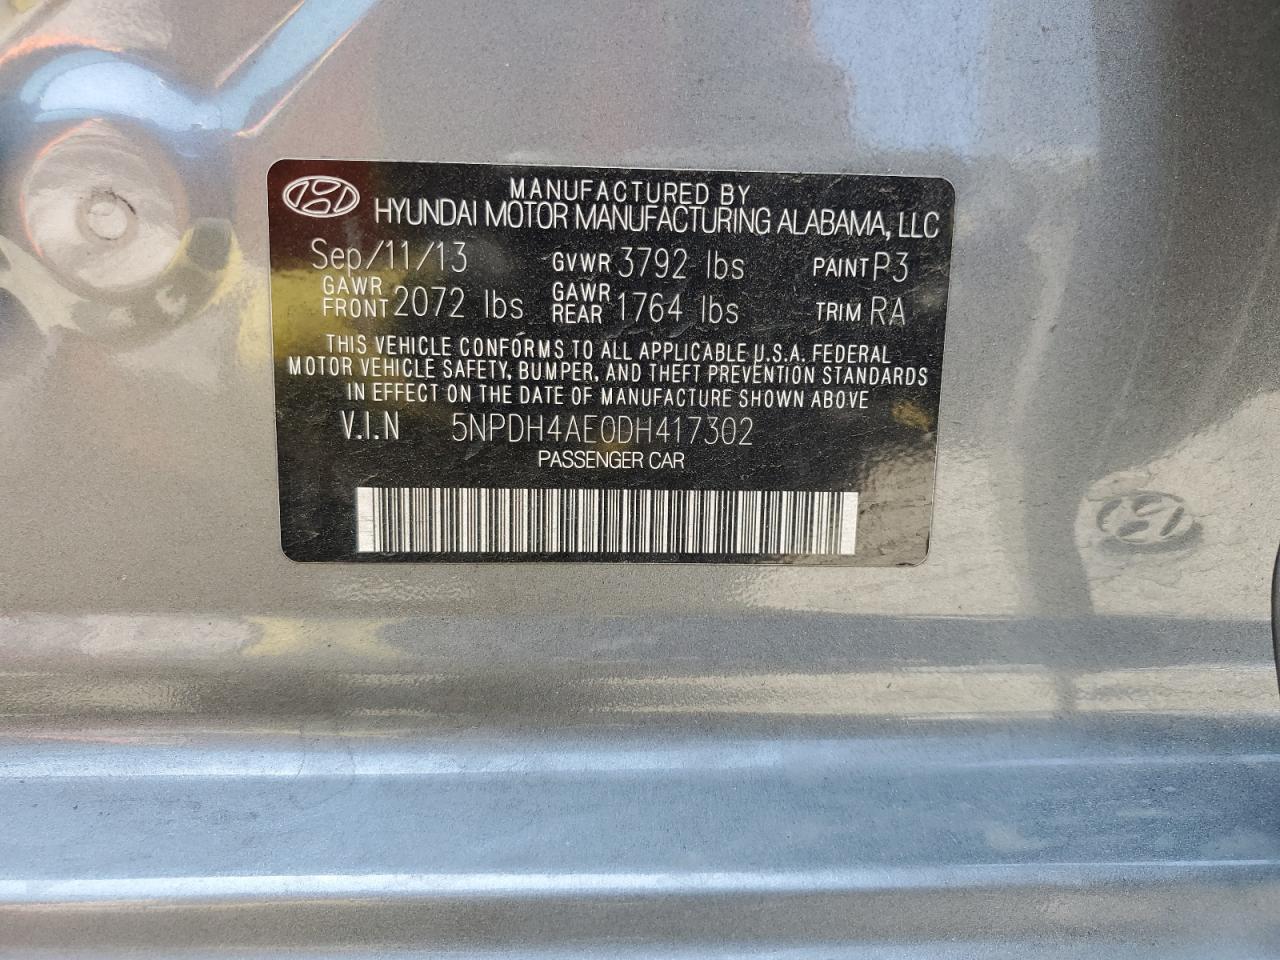 MANUFACTURED BY
HYUNDAI MOTOR MANUFACTURING ALABAMA, LLC
Sep/11/13 GVWR 3792 lbs PAINT P3
GAWR FRONT 2072 lbs GAWR REAR 1764 lbs TRIM RA
THIS VEHICLE CONFORMS TO ALL APPLICABLE U.S.A. FEDERAL
MOTOR VEHICLE SAFETY, BUMPER, AND THEFT PREVENTION STANDARDS
IN EFFECT ON THE DATE OF MANUFACTURE SHOWN ABOVE
V.I.N 5NPDH4AE0DH417302
PASSENGER CAR